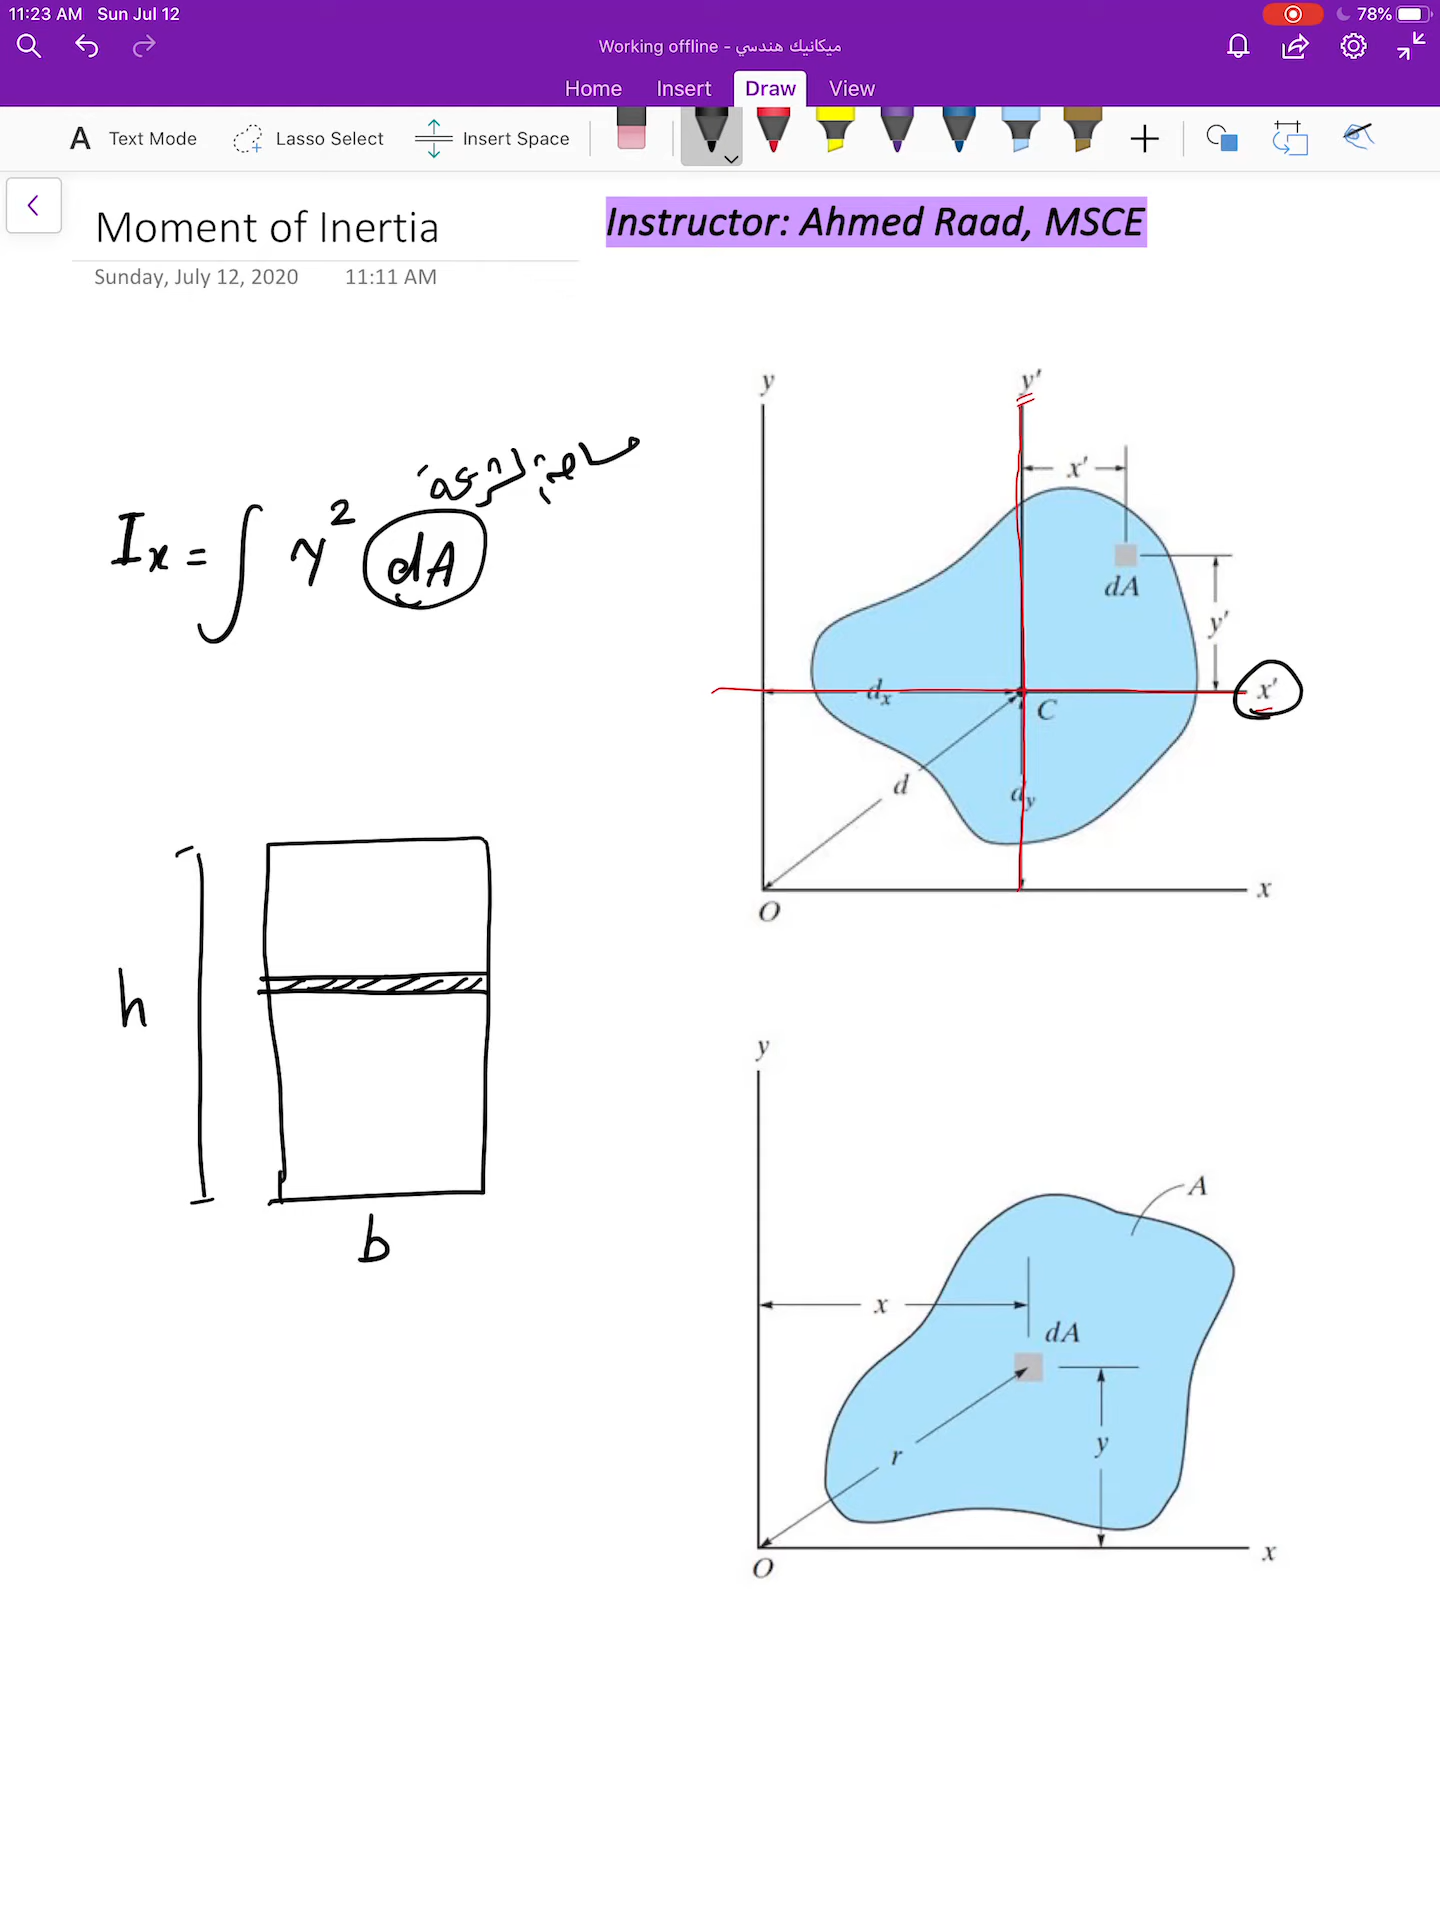 11:23 AM Sun Jul 12
78%
Working offline - ميكانيك هندسي
Home Insert Draw View
A Text Mode Lasso Select Insert Space
Moment of Inertia
Instructor: Ahmed Raad, MSCE
Sunday, July 12, 2020 11:11 AM
مساحة الشريحة
Ix = ∫ y² dA
y
y'
x'
dA
y'
dx
x'
C
d
dy
x
O
h
b
y
A
x
dA
r
y
x
O